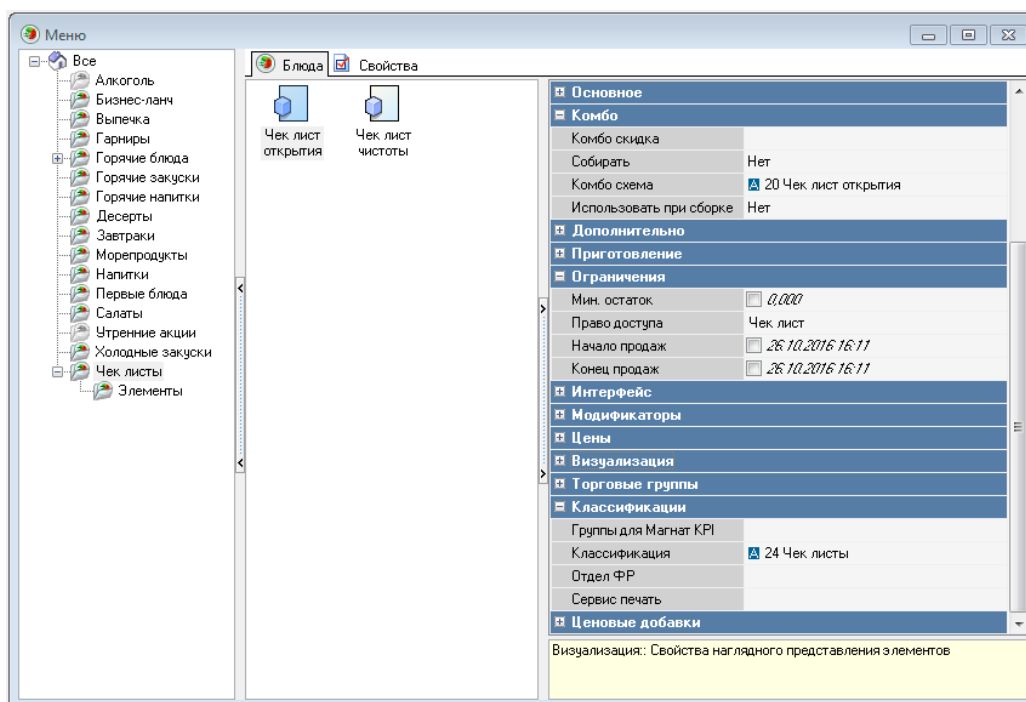 Меню
Все
Алкоголь
Бизнес-ланч
Выпечка
Гарниры
Горячие блюда
Горячие закуски
Горячие напитки
Десерты
Завтраки
Морепродукты
Напитки
Первые блюда
Салаты
Утренние акции
Холодные закуски
Чек листы
Элементы
Блюда Свойства
Чек лист открытия
Чек лист чистоты
Основное
Комбо
Комбо скидка
Собирать Нет
Комбо схема A 20 Чек лист открытия
Использовать при сборке Нет
Дополнительно
Приготовление
Ограничения
Мин. остаток 0,000
Право доступа Чек лист
Начало продаж 26.10.2016 16:11
Конец продаж 26.10.2016 16:11
Интерфейс
Модификаторы
Цены
Визуализация
Торговые группы
Классификации
Группы для Магнат KPI
Классификация A 24 Чек листы
Отдел ФР
Сервис печать
Ценовые добавки
Визуализация:: Свойства наглядного представления элементов